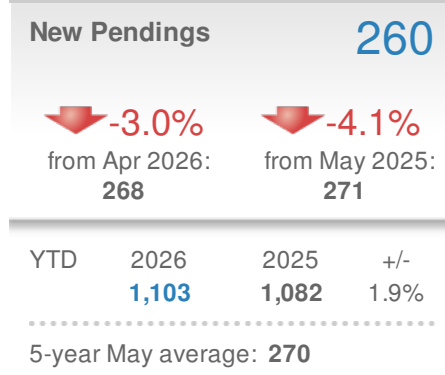 New Pendings 260
-3.0% -4.1%
from Apr 2026: from May 2025:
268 271
YTD 2026 2025 +/-
1,103 1,082 1.9%
5-year May average: 270